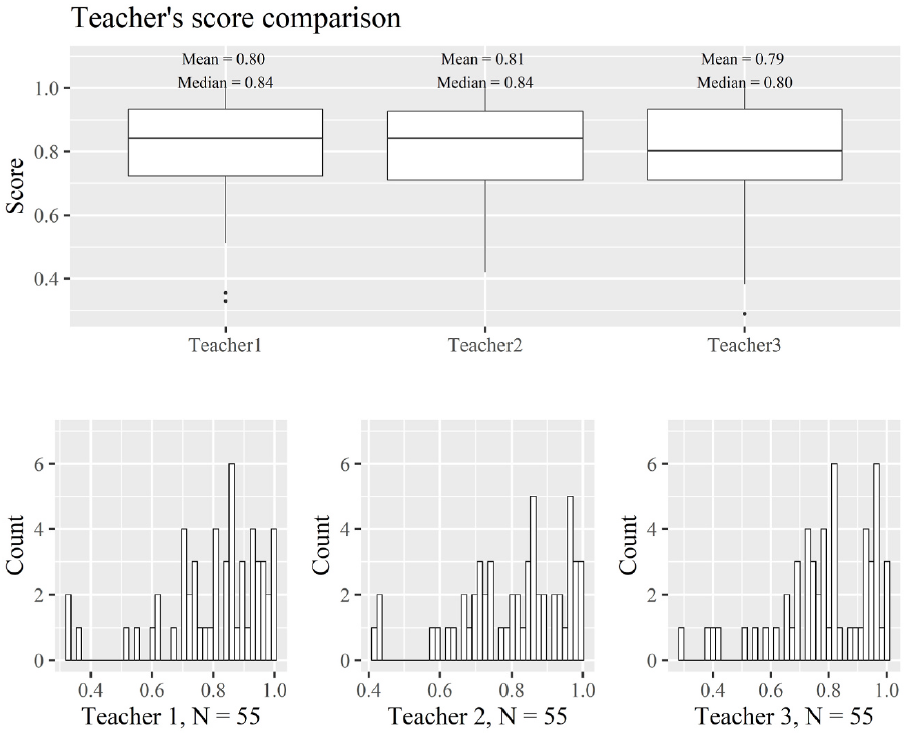 Teacher's score comparison
Mean = 0.80 Mean = 0.81 Mean = 0.79
Median = 0.84 Median = 0.84 Median = 0.80
1.0
0.8
0.6
0.4
Score
Teacher1 Teacher2 Teacher3
6
4
2
0
Count
0.4 0.6 0.8 1.0
Teacher 1, N = 55
6
4
2
0
Count
0.4 0.6 0.8 1.0
Teacher 2, N = 55
6
4
2
0
Count
0.4 0.6 0.8 1.0
Teacher 3, N = 55